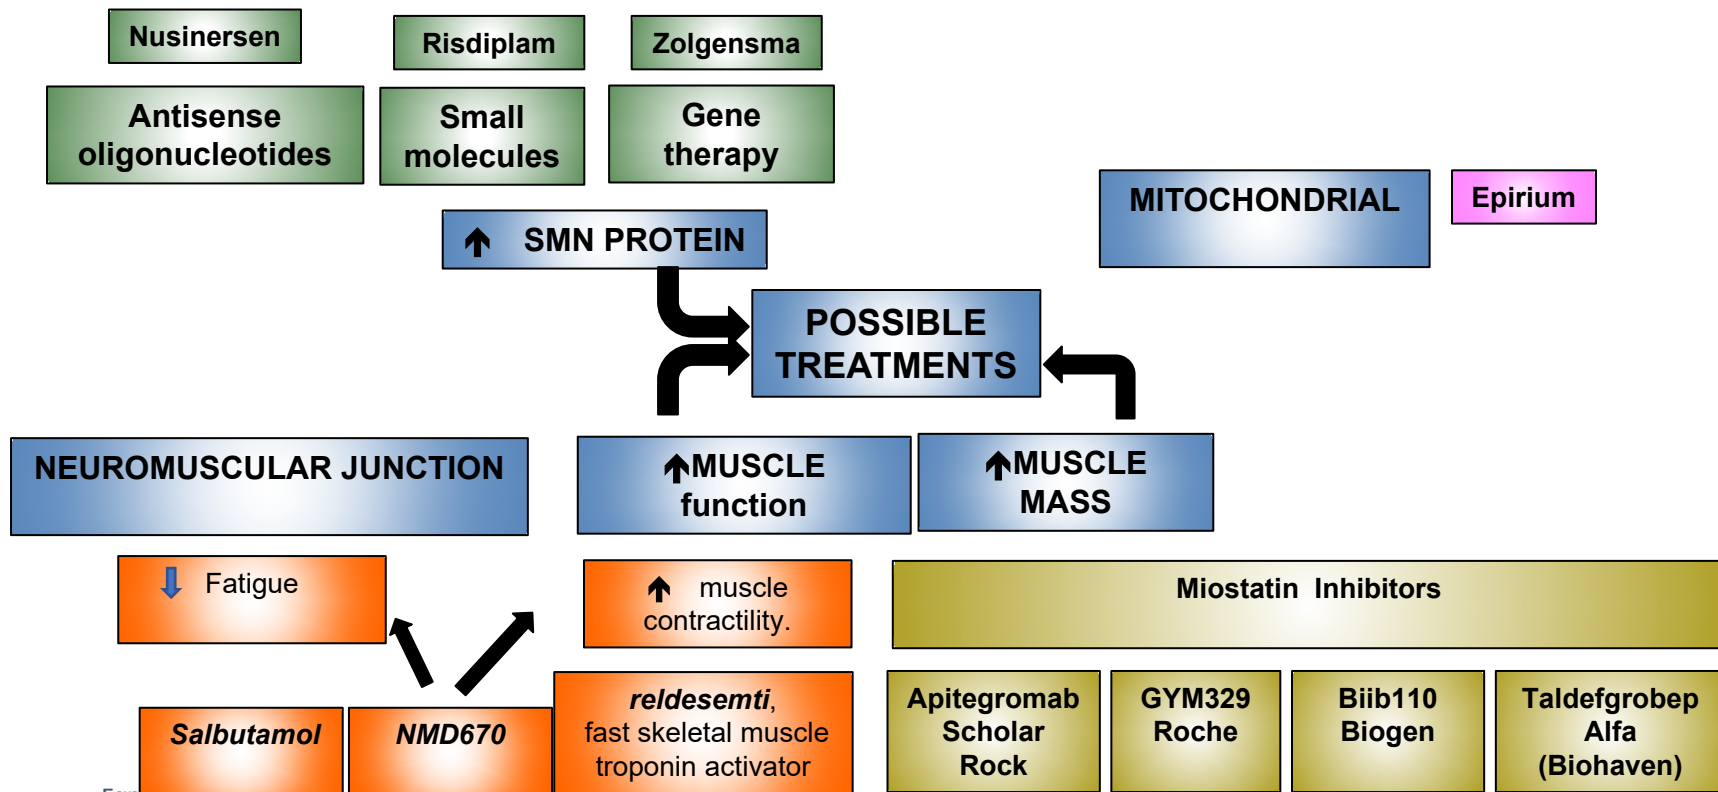 Nusinersen
Risdiplam
Zolgensma
Antisense
oligonucleotides
Small
molecules
Gene
therapy
MITOCHONDRIAL
Epirium
SMN PROTEIN
POSSIBLE
TREATMENTS
NEUROMUSCULAR JUNCTION
MUSCLE
function
MUSCLE
MASS
Fatigue
muscle
contractility.
Miostatin Inhibitors
Salbutamol
NMD670
reldesemti,
fast skeletal muscle
troponin activator
Apitegromab
Scholar
Rock
GYM329
Roche
Biib110
Biogen
Taldefgrobep
Alfa
(Biohaven)